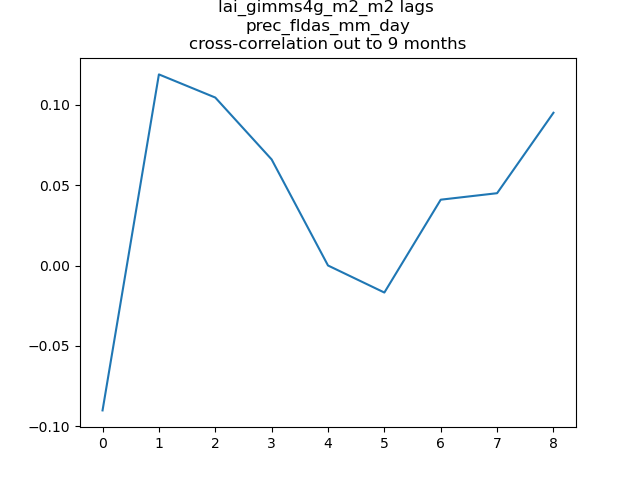 lai_gimms4g_m2_m2 lags
prec_fldas_mm_day
cross-correlation out to 9 months
0.10
0.05
0.00
−0.05
−0.10
0 1 2 3 4 5 6 7 8